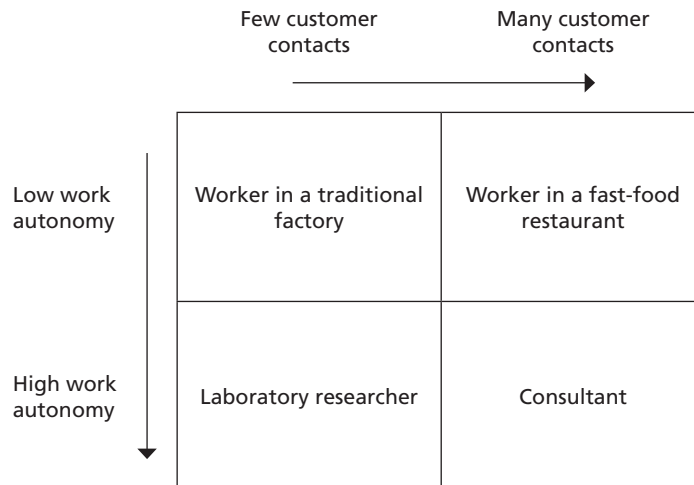 Few customer
contacts
Many customer
contacts
Low work
autonomy
Worker in a traditional
factory
Worker in a fast-food
restaurant
High work
autonomy
Laboratory researcher
Consultant